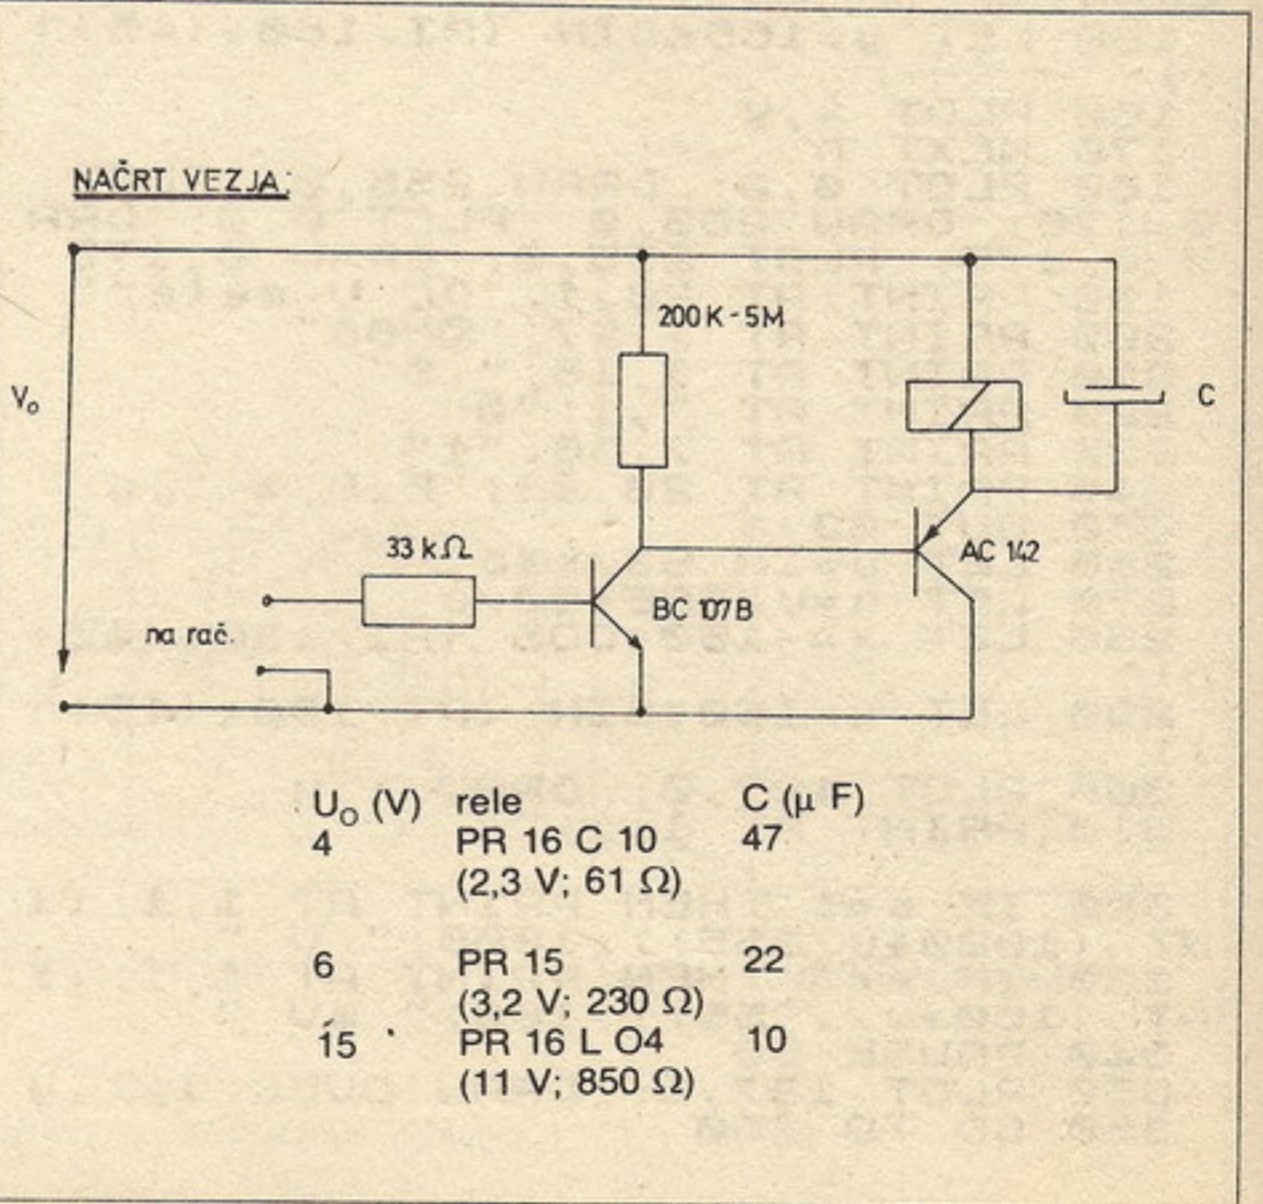 NAČRT VEZJA:
200K-5M
V₀
C
33 kΩ
AC 142
BC 107B
na rač.
U₀ (V) rele C (μ F)
4 PR 16 C 10 47
(2,3 V; 61 Ω)
6 PR 15 22
(3,2 V; 230 Ω)
15 PR 16 L O4 10
(11 V; 850 Ω)